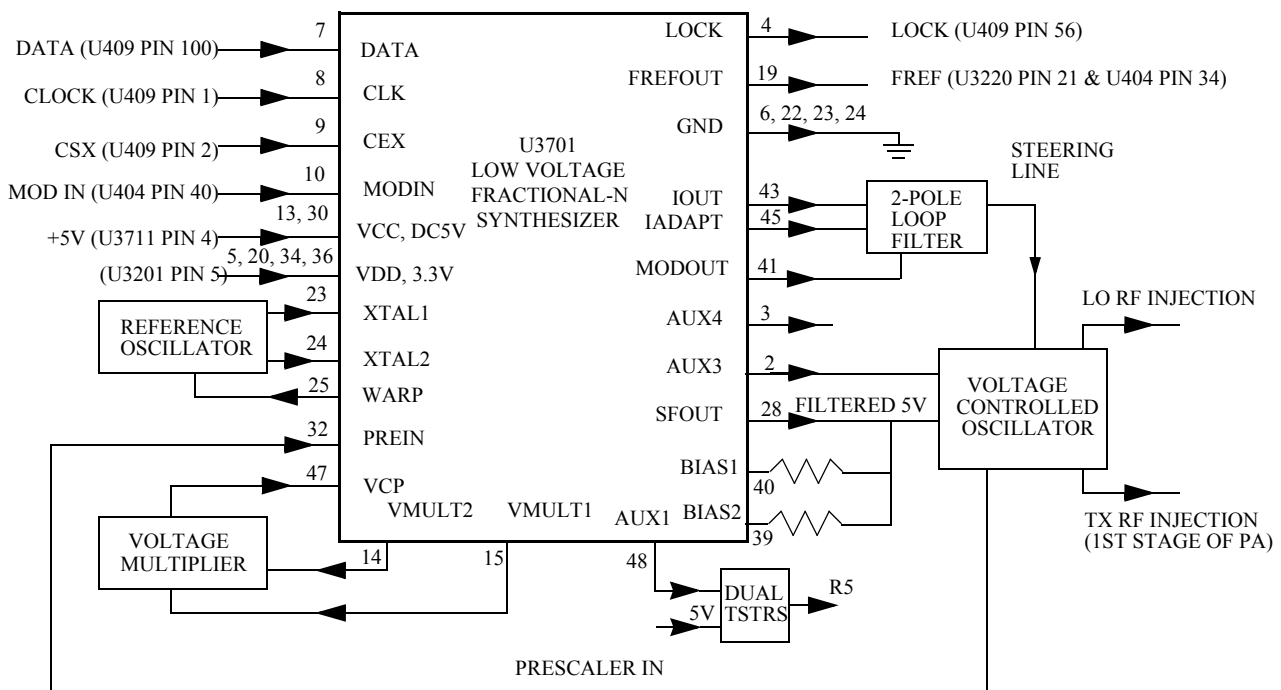 DATA (U409 PIN 100)
7
DATA
CLOCK (U409 PIN 1)
8
CLK
CSX (U409 PIN 2)
9
CEX
MOD IN (U404 PIN 40)
10
MODIN
+5V (U3711 PIN 4)
13, 30
VCC, DC5V
(U3201 PIN 5)
5, 20, 34, 36
VDD, 3.3V
REFERENCE
OSCILLATOR
23
XTAL1
24
XTAL2
25
WARP
32
PREIN
47
VCP
VOLTAGE
MULTIPLIER
VMULT2
14
VMULT1
15
AUX1
48
U3701
LOW VOLTAGE
FRACTIONAL-N
SYNTHESIZER
LOCK
4
LOCK (U409 PIN 56)
FREFOUT
19
FREF (U3220 PIN 21 & U404 PIN 34)
GND
6, 22, 23, 24
IOUT
43
IADAPT
45
2-POLE
LOOP
FILTER
STEERING
LINE
MODOUT
41
AUX4
3
AUX3
2
SFOUT
28
FILTERED 5V
BIAS1
40
BIAS2
39
LO RF INJECTION
VOLTAGE
CONTROLLED
OSCILLATOR
TX RF INJECTION
(1ST STAGE OF PA)
5V
DUAL
TSTRS
R5
PRESCALER IN